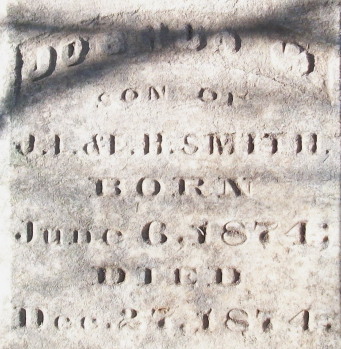 SON OF
J.L. & L.H. SMITH.
BORN
June 6, 1874;
DIED
Dec. 27, 1874.